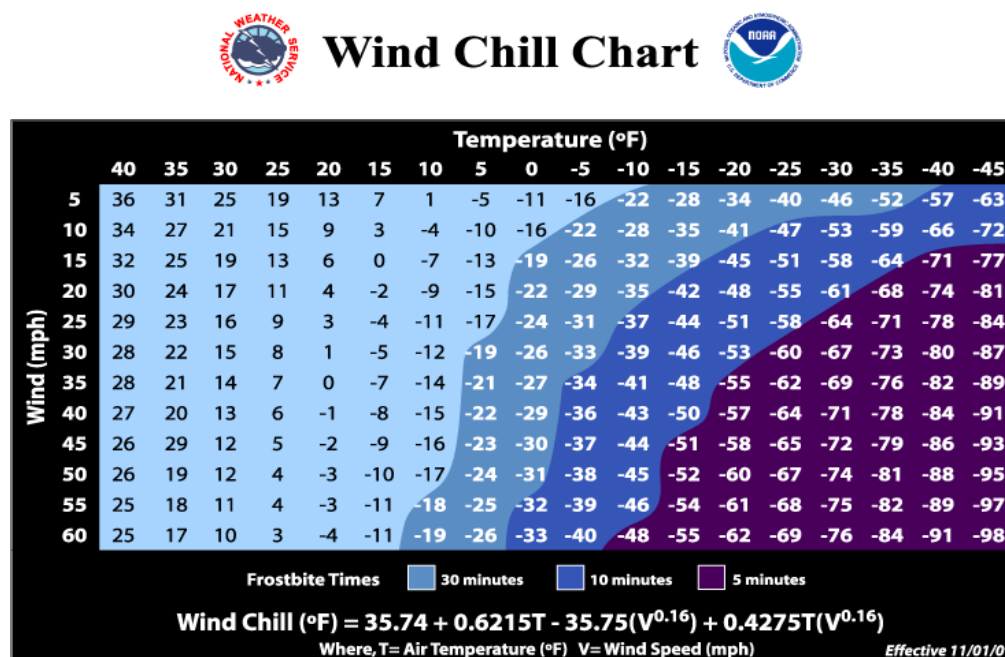 NATIONAL WEATHER SERVICE
Wind Chill Chart
NATIONAL OCEANIC AND ATMOSPHERIC ADMINISTRATION
NOAA
U.S. DEPARTMENT OF COMMERCE
Temperature (ºF)
40 35 30 25 20 15 10 5 0 -5 -10 -15 -20 -25 -30 -35 -40 -45
Wind (mph)
5 36 31 25 19 13 7 1 -5 -11 -16 -22 -28 -34 -40 -46 -52 -57 -63
10 34 27 21 15 9 3 -4 -10 -16 -22 -28 -35 -41 -47 -53 -59 -66 -72
15 32 25 19 13 6 0 -7 -13 -19 -26 -32 -39 -45 -51 -58 -64 -71 -77
20 30 24 17 11 4 -2 -9 -15 -22 -29 -35 -42 -48 -55 -61 -68 -74 -81
25 29 23 16 9 3 -4 -11 -17 -24 -31 -37 -44 -51 -58 -64 -71 -78 -84
30 28 22 15 8 1 -5 -12 -19 -26 -33 -39 -46 -53 -60 -67 -73 -80 -87
35 28 21 14 7 0 -7 -14 -21 -27 -34 -41 -48 -55 -62 -69 -76 -82 -89
40 27 20 13 6 -1 -8 -15 -22 -29 -36 -43 -50 -57 -64 -71 -78 -84 -91
45 26 29 12 5 -2 -9 -16 -23 -30 -37 -44 -51 -58 -65 -72 -79 -86 -93
50 26 19 12 4 -3 -10 -17 -24 -31 -38 -45 -52 -60 -67 -74 -81 -88 -95
55 25 18 11 4 -3 -11 -18 -25 -32 -39 -46 -54 -61 -68 -75 -82 -89 -97
60 25 17 10 3 -4 -11 -19 -26 -33 -40 -48 -55 -62 -69 -76 -84 -91 -98
Frostbite Times 30 minutes 10 minutes 5 minutes
Wind Chill (ºF) = 35.74 + 0.6215T - 35.75(V0.16) + 0.4275T(V0.16)
Where, T= Air Temperature (ºF) V= Wind Speed (mph)
Effective 11/01/0